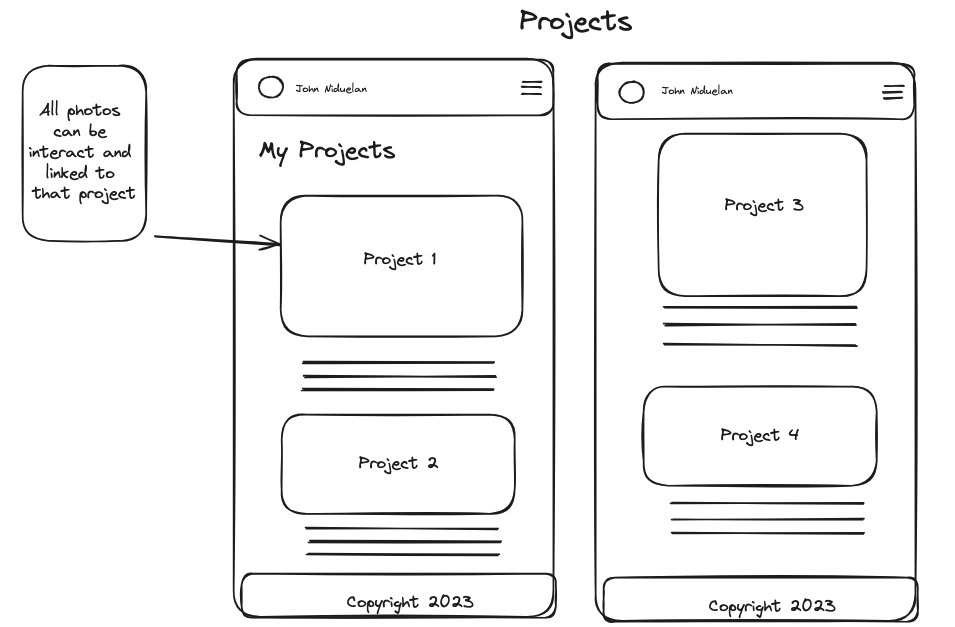 Projects
All photos
can be
interact and
linked to
that project
John Niduelan
My Projects
Project 1
Project 2
Copyright 2023
John Niduelan
Project 3
Project 4
Copyright 2023